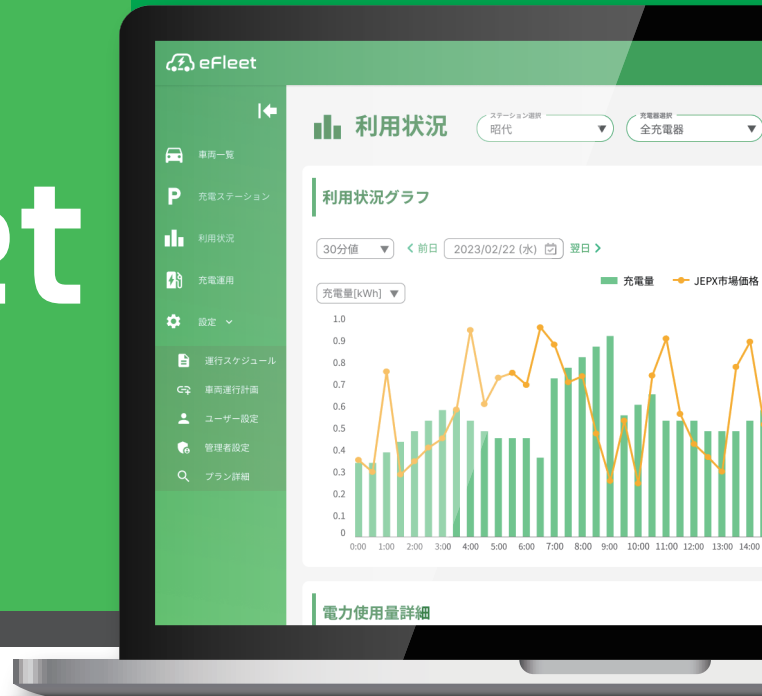 et
eFleet
車両一覧
充電ステーション
利用状況
充電運用
設定
運行スケジュール
車両運行計画
ユーザー設定
管理者設定
プラン詳細
利用状況
ステーション選択
昭代
充電器選択
全充電器
利用状況グラフ
30分値
前日
2023/02/22 (水)
翌日
充電量[kWh]
充電量
JEPX市場価格
1.0
0.9
0.8
0.7
0.6
0.5
0.4
0.3
0.2
0.1
0
0:00 1:00 2:00 3:00 4:00 5:00 6:00 7:00 8:00 9:00 10:00 11:00 12:00 13:00 14:00
電力使用量詳細